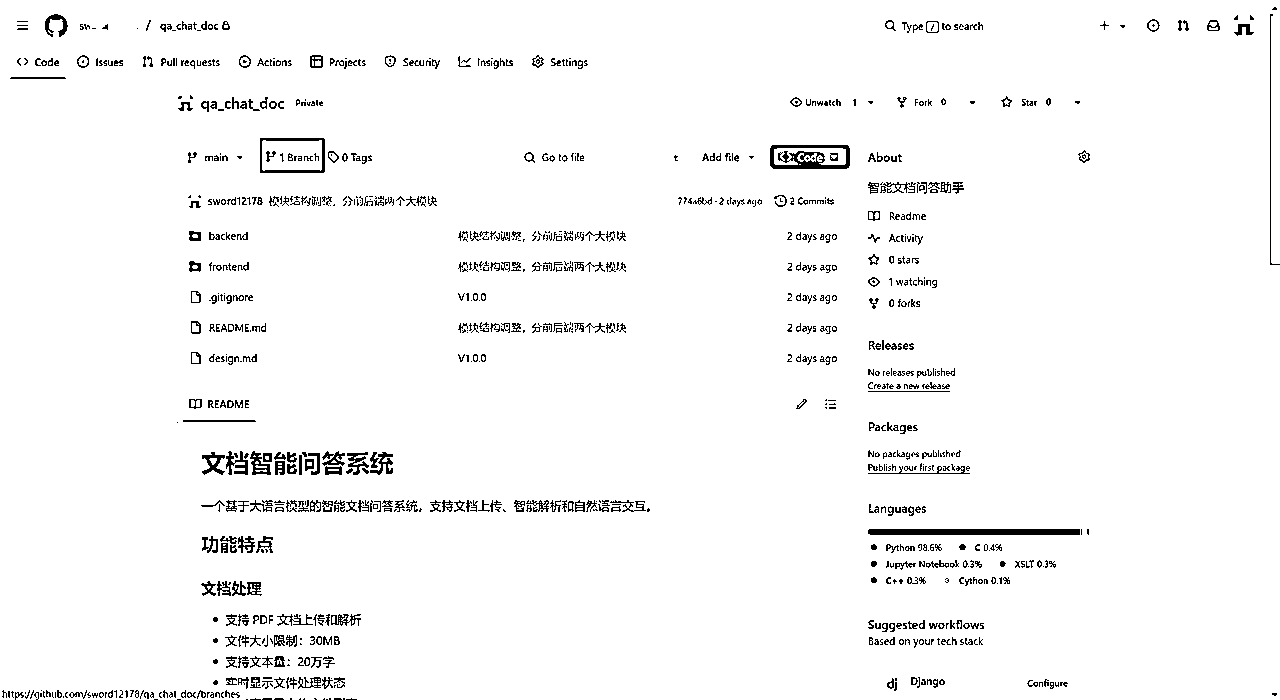 / qa_chat_doc
Type / to search
Code
Issues
Pull requests
Actions
Projects
Security
Insights
Settings
qa_chat_doc Private
Unwatch 1
Fork 0
Star 0
main
1 Branch
0 Tags
Go to file
t
Add file
Code
sword12178 模块结构调整，分前后端两个大模块
2 days ago
2 Commits
backend 模块结构调整，分前后端两个大模块 2 days ago
frontend 模块结构调整，分前后端两个大模块 2 days ago
.gitignore V1.0.0 2 days ago
README.md 模块结构调整，分前后端两个大模块 2 days ago
design.md V1.0.0 2 days ago
README
文档智能问答系统
一个基于大语言模型的智能文档问答系统，支持文档上传、智能解析和自然语言交互。
功能特点
文档处理
支持 PDF 文档上传和解析
文件大小限制：30MB
支持文本量：20万字
实时显示文件处理状态
https://github.com/sword12178/qa_chat_doc/branches
About
智能文档问答助手
Readme
Activity
0 stars
1 watching
0 forks
Releases
No releases published
Create a new release
Packages
No packages published
Publish your first package
Languages
Python 98.6% C 0.4%
Jupyter Notebook 0.3% XSLT 0.3%
C++ 0.3% Cython 0.1%
Suggested workflows
Based on your tech stack
dj Django Configure